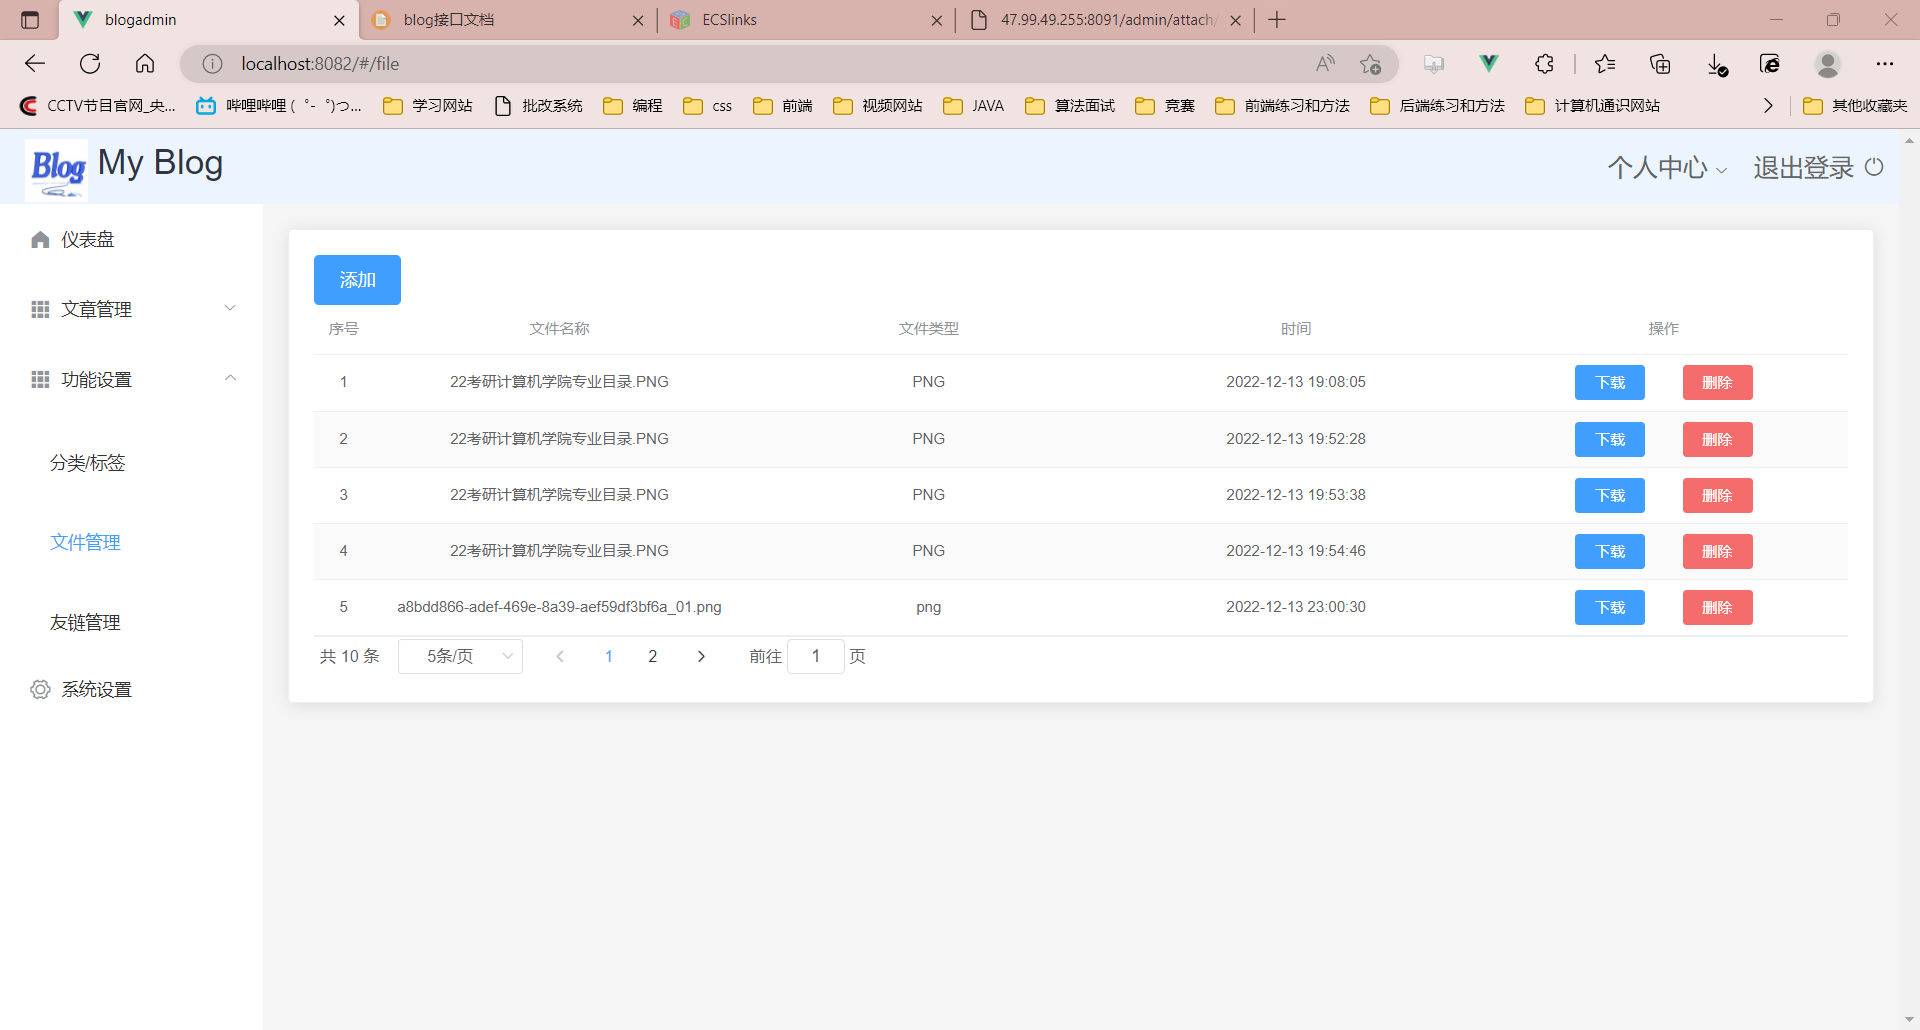 blogadmin
blog接口文档
ECSlinks
47.99.49.255:8091/admin/attach/
localhost:8082/#/file
CCTV节目官网_央...
哔哩哔哩 ( ゜- ゜)つ...
学习网站
批改系统
编程
css
前端
视频网站
JAVA
算法面试
竞赛
前端练习和方法
后端练习和方法
计算机通识网站
其他收藏夹
Blog My Blog
个人中心
退出登录
仪表盘
文章管理
功能设置
分类/标签
文件管理
友链管理
系统设置
添加
序号 文件名称 文件类型 时间 操作
1 22考研计算机学院专业目录.PNG PNG 2022-12-13 19:08:05 下载 删除
2 22考研计算机学院专业目录.PNG PNG 2022-12-13 19:52:28 下载 删除
3 22考研计算机学院专业目录.PNG PNG 2022-12-13 19:53:38 下载 删除
4 22考研计算机学院专业目录.PNG PNG 2022-12-13 19:54:46 下载 删除
5 a8bdd866-adef-469e-8a39-aef59df3bf6a_01.png png 2022-12-13 23:00:30 下载 删除
共 10 条 5条/页 1 2 前往 1 页